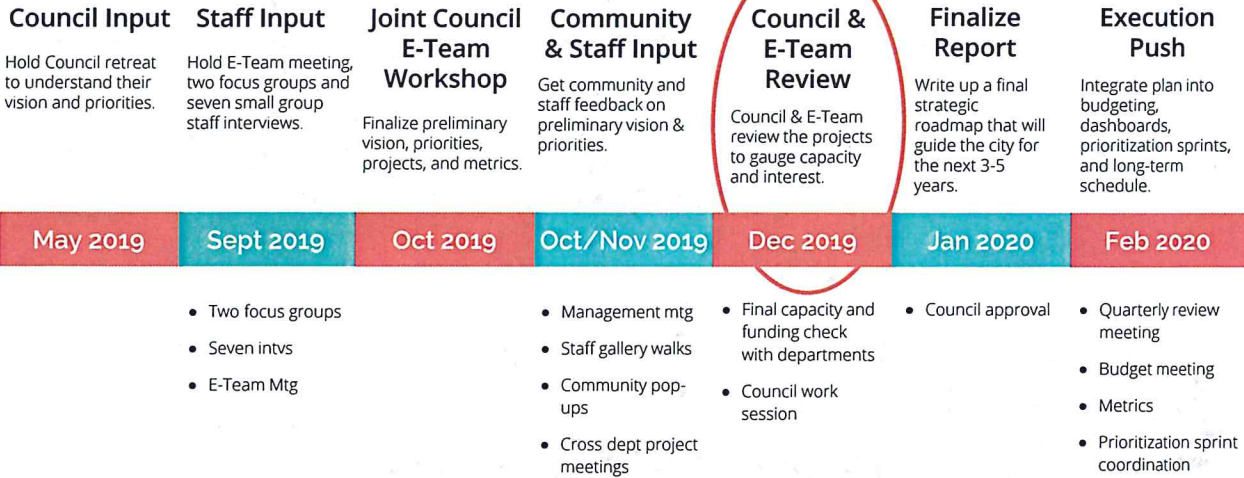 Council Input
Hold Council retreat
to understand their
vision and priorities.
Staff Input
Hold E-Team meeting,
two focus groups and
seven small group
staff interviews.
Joint Council
E-Team
Workshop
Finalize preliminary
vision, priorities,
projects, and metrics.
Community
& Staff Input
Get community and
staff feedback on
preliminary vision &
priorities.
Council &
E-Team
Review
Council & E-Team
review the projects
to gauge capacity
and interest.
Finalize
Report
Write up a final
strategic
roadmap that will
guide the city for
the next 3-5
years.
Execution
Push
Integrate plan into
budgeting,
dashboards,
prioritization sprints,
and long-term
schedule.
May 2019
Sept 2019
Oct 2019
Oct/Nov 2019
Dec 2019
Jan 2020
Feb 2020
• Two focus groups
• Seven intvs
• E-Team Mtg
• Management mtg
• Staff gallery walks
• Community pop-
ups
• Cross dept project
meetings
• Final capacity and
funding check
with departments
• Council work
session
• Council approval
• Quarterly review
meeting
• Budget meeting
• Metrics
• Prioritization sprint
coordination